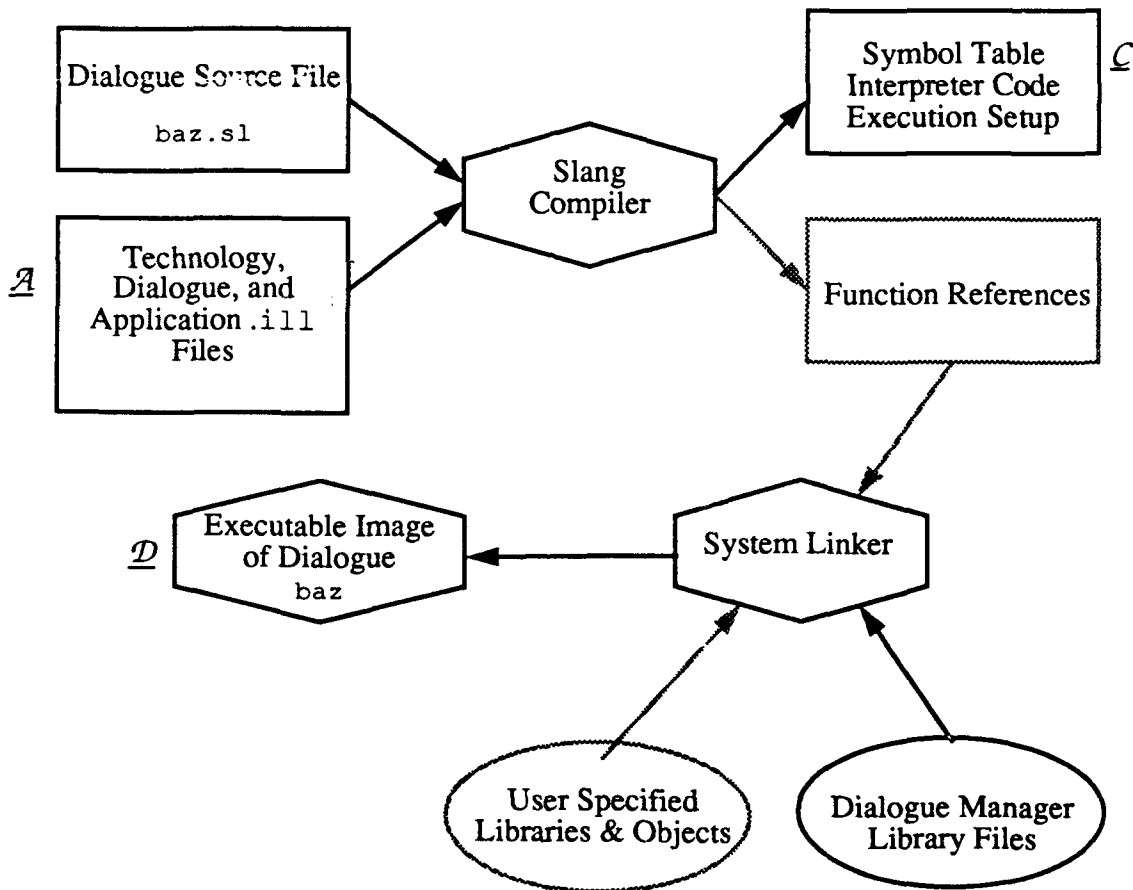 Dialogue Source File
baz.sl
Symbol Table
Interpreter Code
Execution Setup
C
Slang
Compiler
A
Technology,
Dialogue, and
Application .ill
Files
Function References
D
Executable Image
of Dialogue
baz
System Linker
User Specified
Libraries & Objects
Dialogue Manager
Library Files